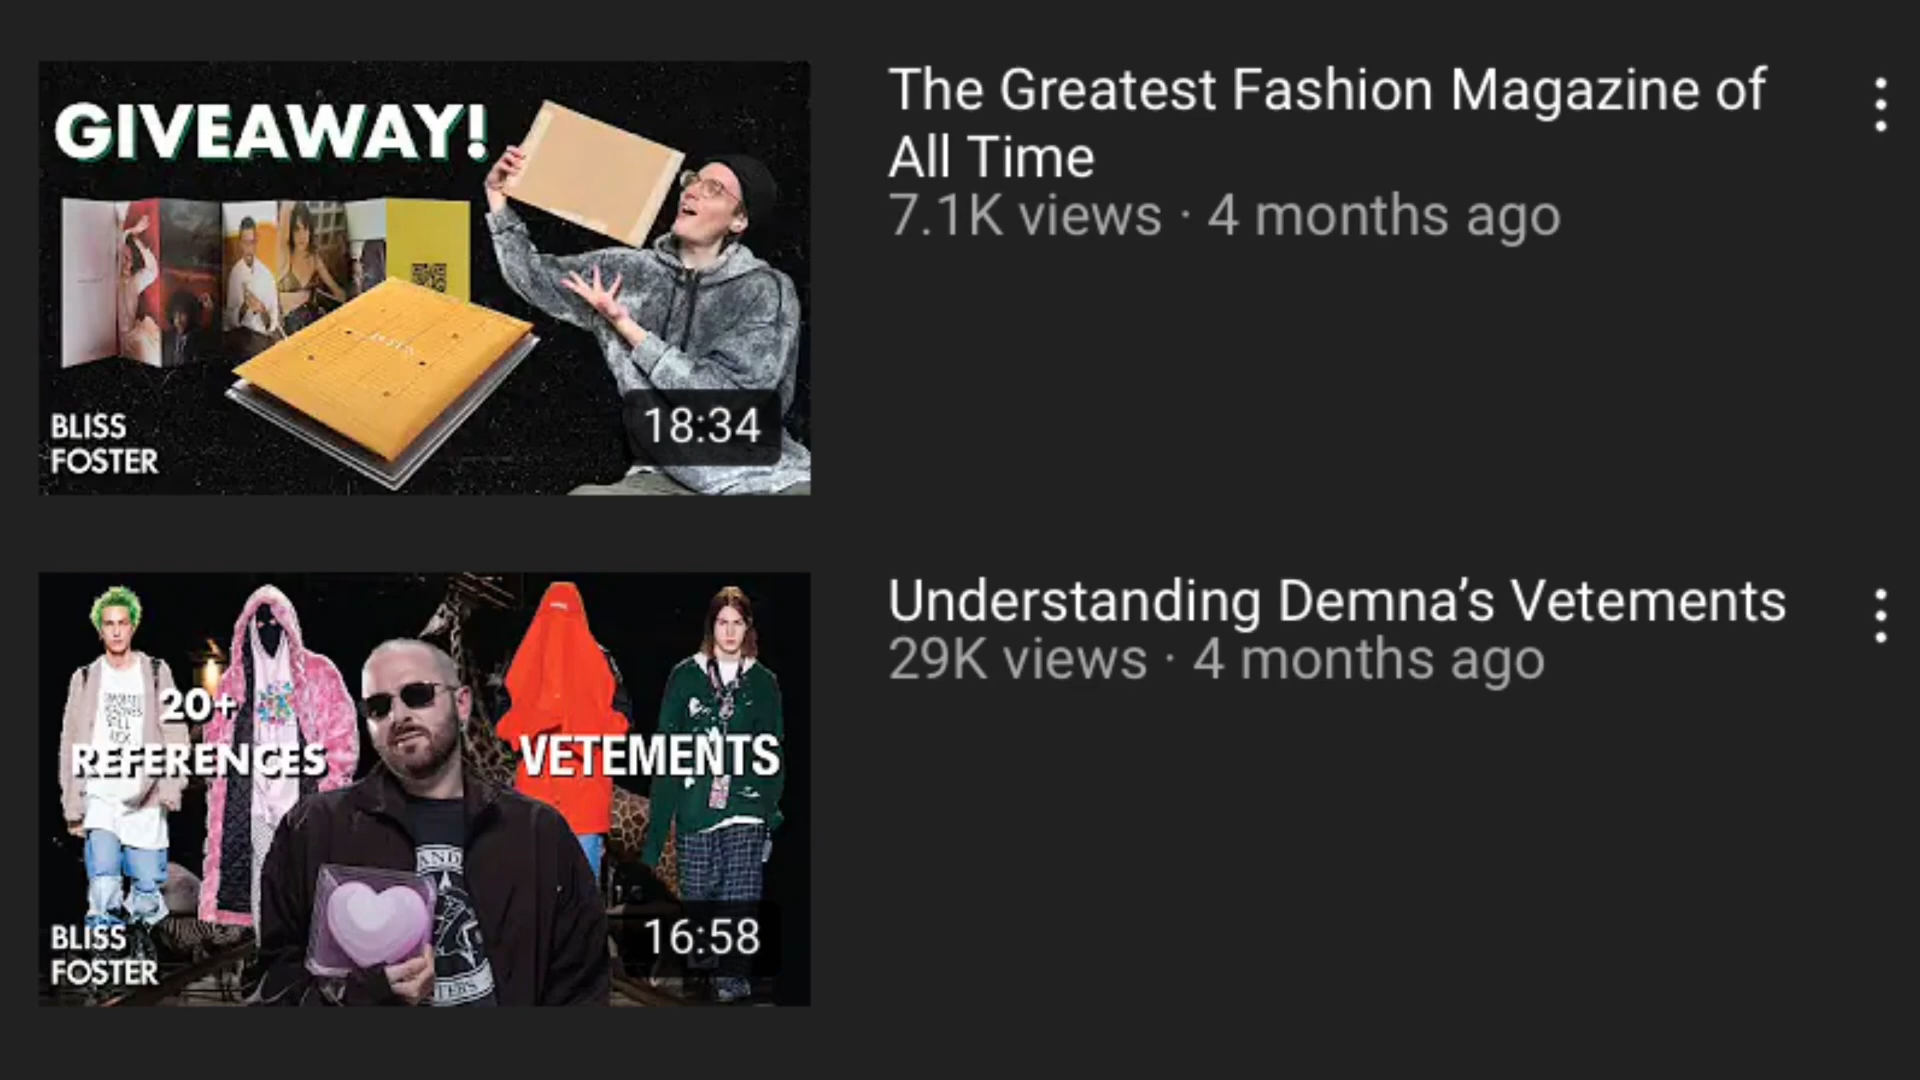 GIVEAWAY!
BLISS
FOSTER
18:34
The Greatest Fashion Magazine of
All Time
7.1K views · 4 months ago
20+
REFERENCES
VETEMENTS
AND
BLISS
FOSTER
16:58
Understanding Demna’s Vetements
29K views · 4 months ago